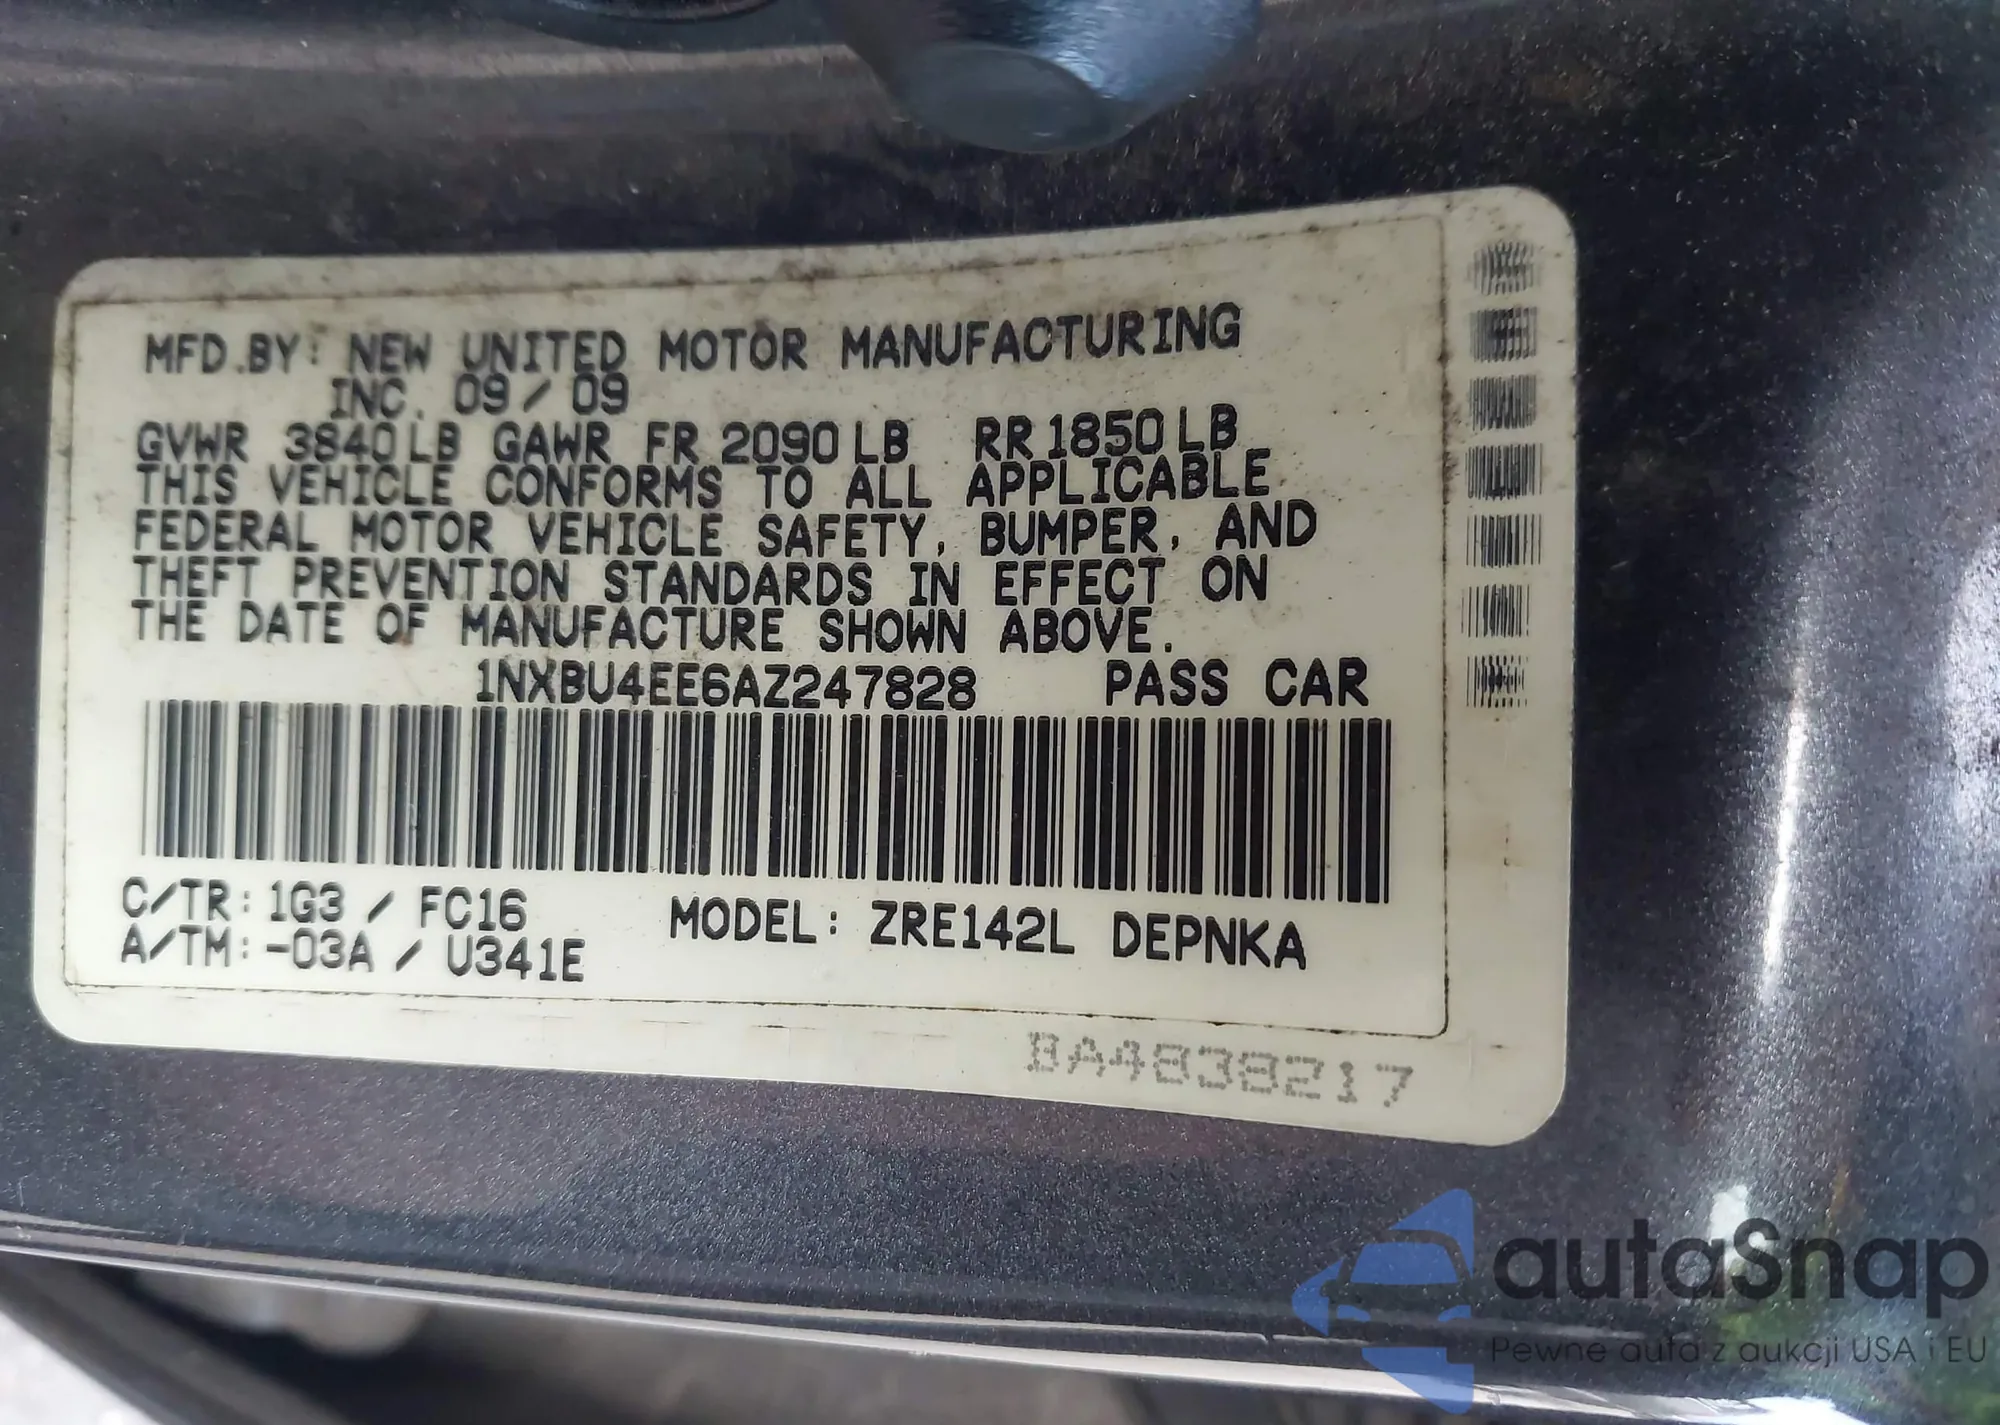 MFD.BY: NEW UNITED MOTOR MANUFACTURING
INC. 09/09
GVWR 3840LB GAWR FR 2090LB RR1850LB
THIS VEHICLE CONFORMS TO ALL APPLICABLE
FEDERAL MOTOR VEHICLE SAFETY, BUMPER, AND
THEFT PREVENTION STANDARDS IN EFFECT ON
THE DATE OF MANUFACTURE SHOWN ABOVE.
1NXBU4EE6AZ247828 PASS CAR
C/TR: 1G3 / FC16
A/TM: -03A / U341E
MODEL: ZRE142L DEPNKA
BA4838217
autaSnap
Pewne auta z aukcji USA i EU